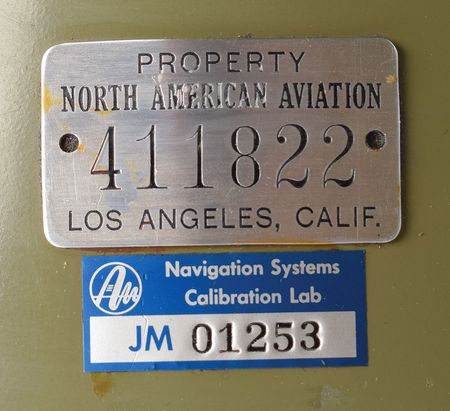 PROPERTY
NORTH AMERICAN AVIATION
411822
LOS ANGELES, CALIF.
Navigation Systems
Calibration Lab
JM 01253